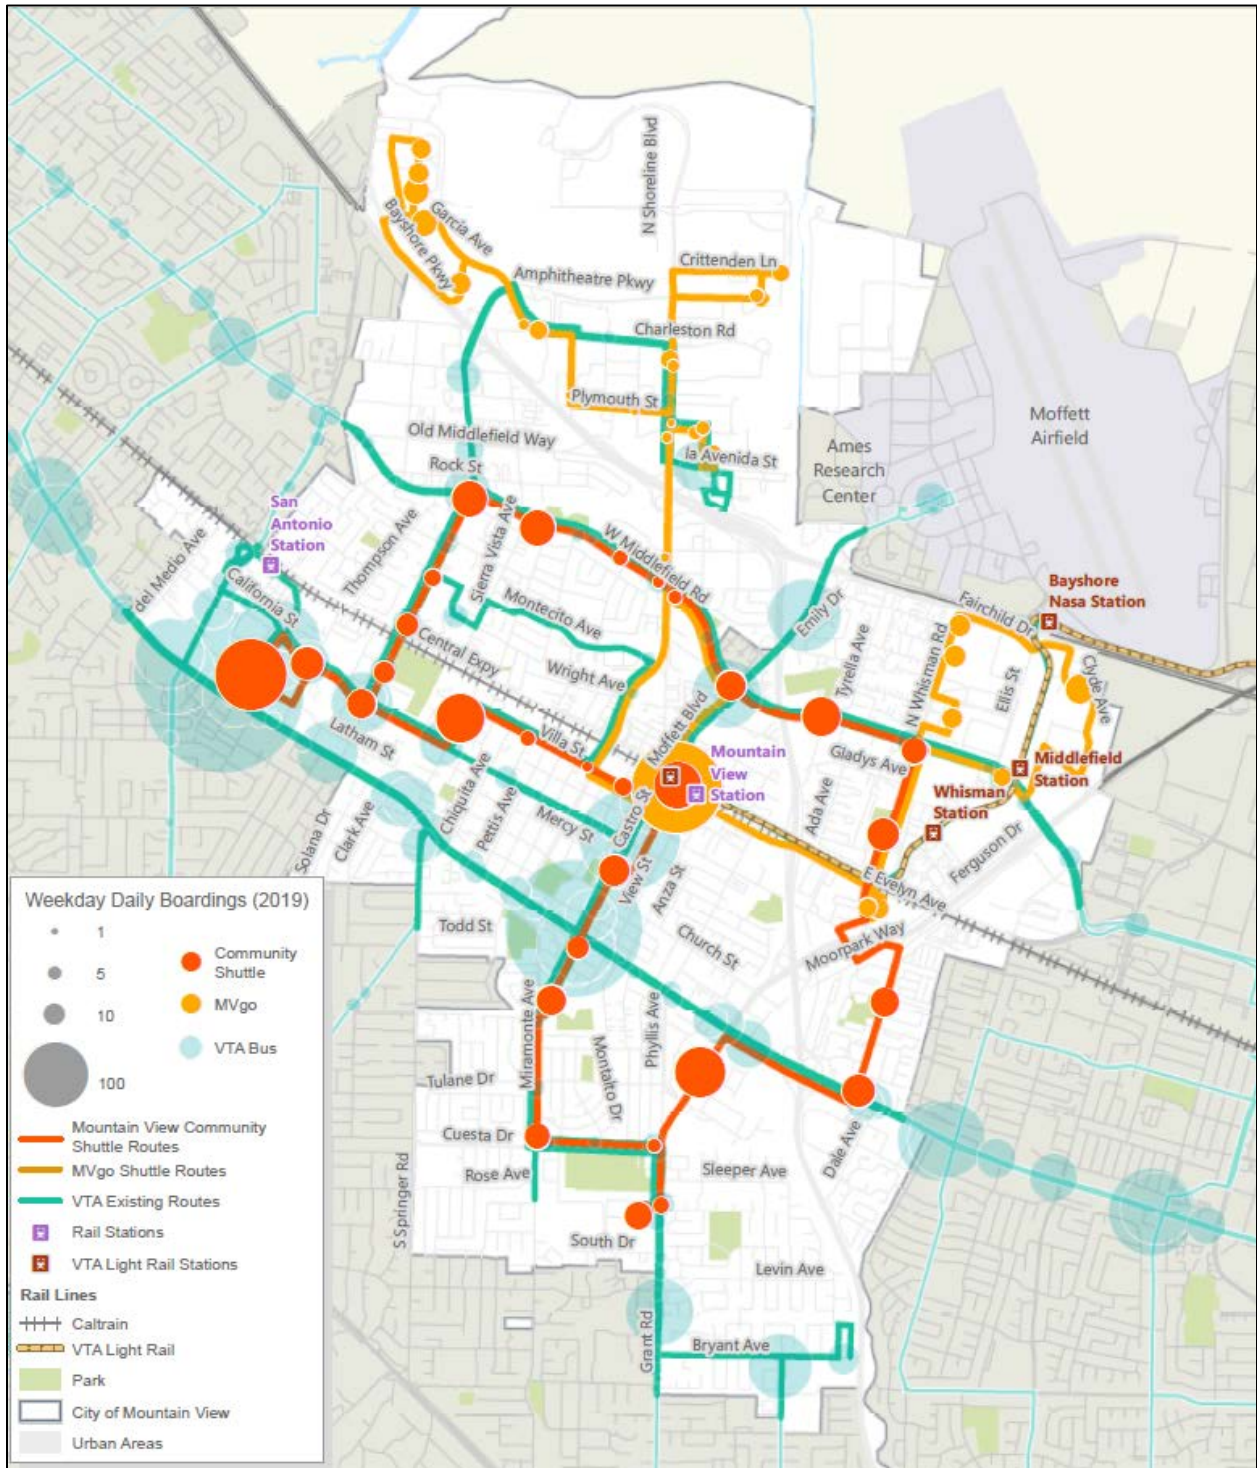 N Shoreline Blvd
Garcia Ave
Bayshore Pkwy
Crittenden Ln
Amphitheatre Pkwy
Charleston Rd
Plymouth St
Moffett
Airfield
Old Middlefield Way
la Avenida St
Ames
Research
Center
Rock St
San
Antonio
Station
Thompson Ave
Sierra Vista Ave
W Middlefield Rd
del Medio Ave
California St
Montecito Ave
Emily Dr
Bayshore
Nasa Station
Fairchild Dr
Central Expy
Wright Ave
Tyrella Ave
N Whisman Rd
Ellis St
Clyde Ave
Latham St
Villa St
Moffett Blvd
Mountain
View
Station
Gladys Ave
Middlefield
Station
Whisman
Station
Solana Dr
Clark Ave
Chiquita Ave
Pettis Ave
Mercy St
Castro St
View St
Anza St
Ada Ave
E Evelyn Ave
Ferguson Dr
Todd St
Church St
Moorpark Way
Miramonte Ave
Montalto Dr
Phyllis Ave
Tulane Dr
Cuesta Dr
Rose Ave
S Springer Rd
Sleeper Ave
Dale Ave
South Dr
Levin Ave
Grant Rd
Bryant Ave
Weekday Daily Boardings (2019)
1
5
10
100
Community
Shuttle
MVgo
VTA Bus
Mountain View Community
Shuttle Routes
MVgo Shuttle Routes
VTA Existing Routes
Rail Stations
VTA Light Rail Stations
Rail Lines
Caltrain
VTA Light Rail
Park
City of Mountain View
Urban Areas